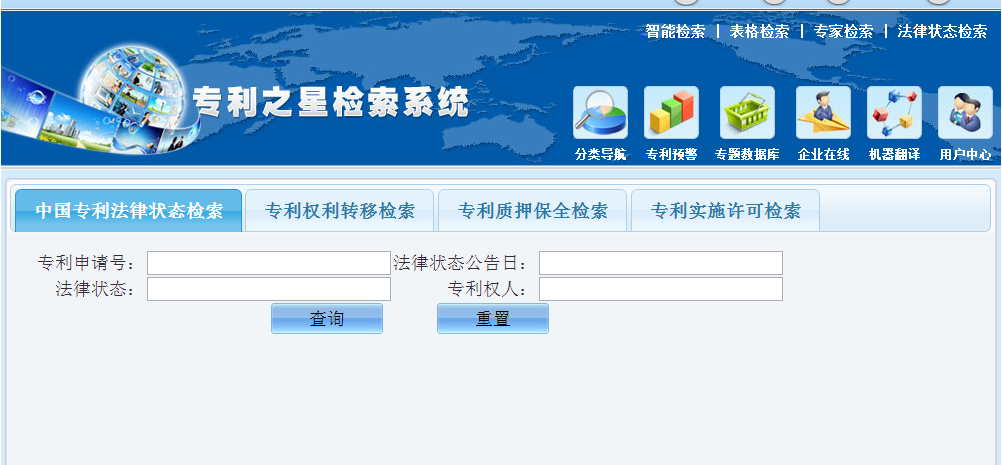 智能检索 | 表格检索 | 专家检索 | 法律状态检索
专利之星检索系统
分类导航 专利预警 专题数据库 企业在线 机器翻译 用户中心
中国专利法律状态检索 专利权利转移检索 专利质押保全检索 专利实施许可检索
专利申请号: 法律状态公告日:
法律状态: 专利权人:
查询 重置